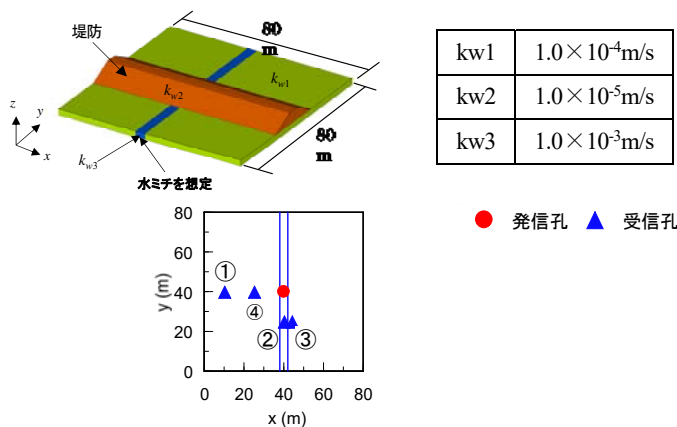 堤防
80
m
kw1
kw2
z
y
x
kw3
80
m
水ミチを想定
kw1 1.0×10-4m/s
kw2 1.0×10-5m/s
kw3 1.0×10-3m/s
発信孔 受信孔
80
60
40
20
0
y (m)
①
④
② ③
0 20 40 60 80
x (m)